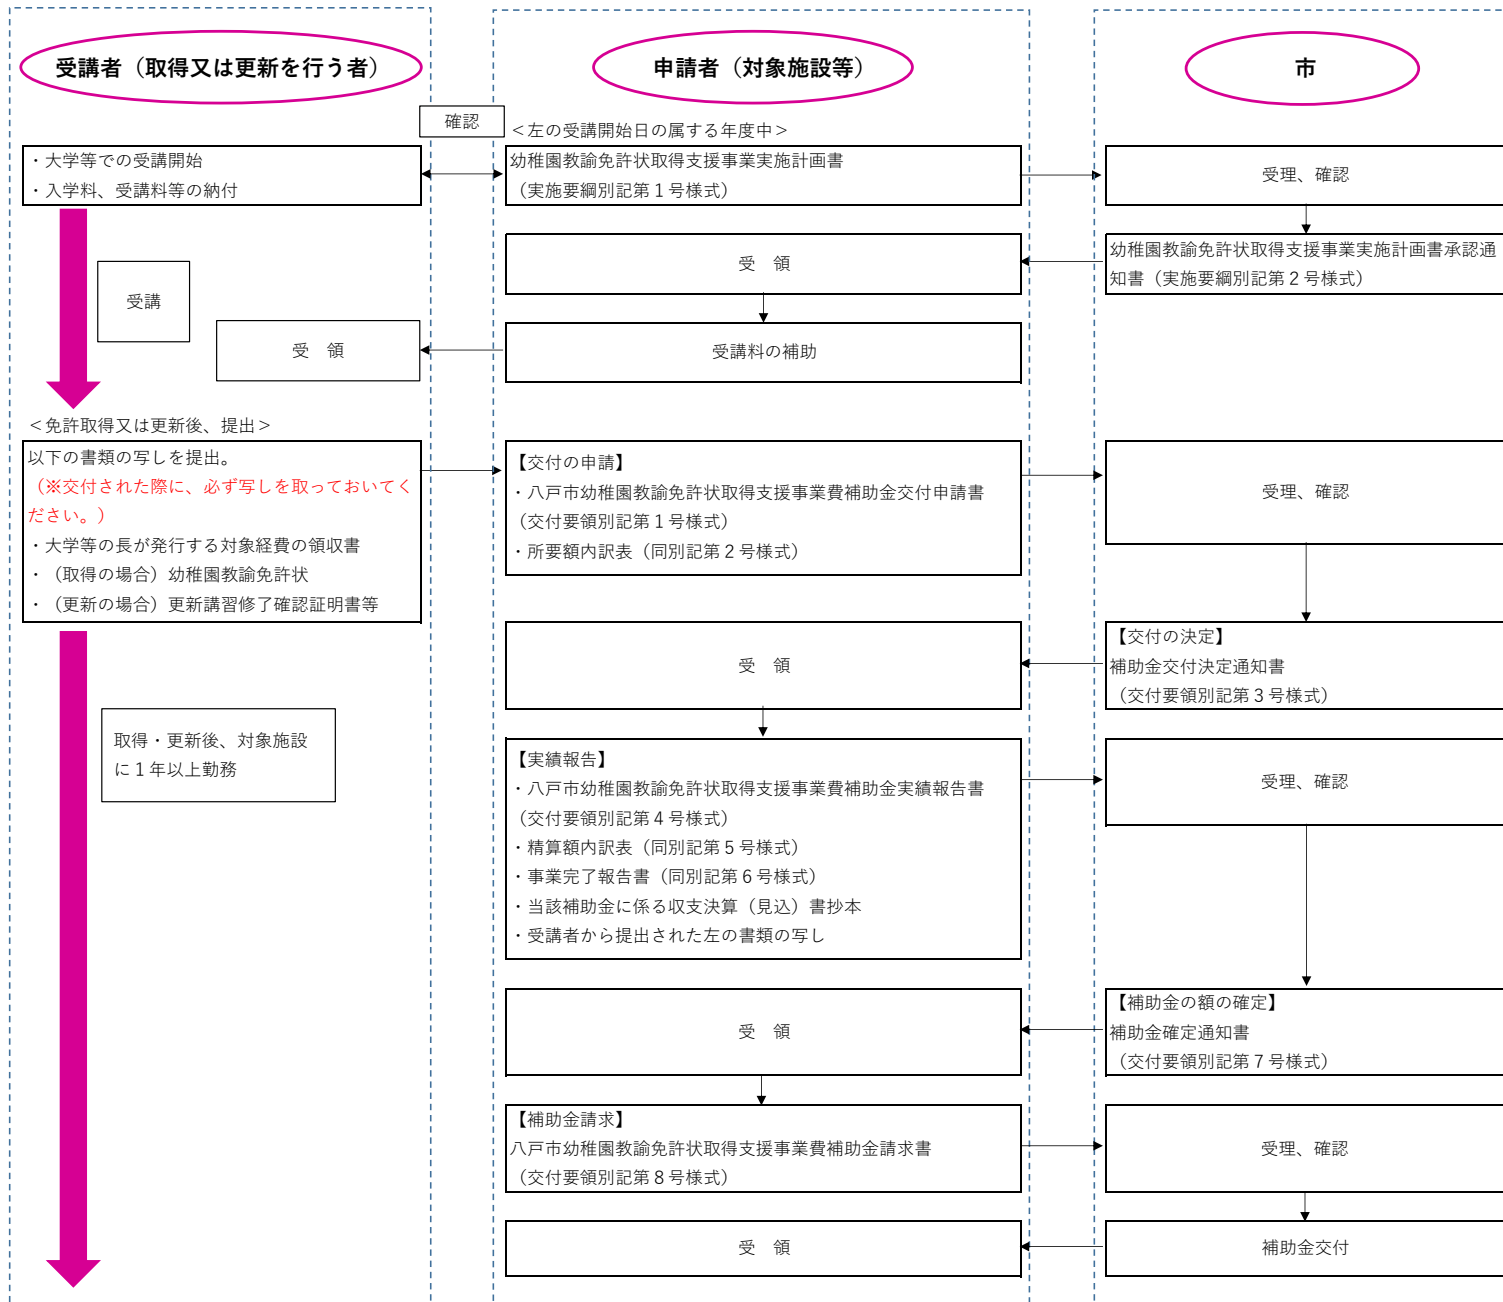 受講者（取得又は更新を行う者）
申請者（対象施設等）
市
確認
＜左の受講開始日の属する年度中＞
・大学等での受講開始
・入学料、受講料等の納付
幼稚園教諭免許状取得支援事業実施計画書
（実施要綱別記第１号様式）
受理、確認
受　領
幼稚園教諭免許状取得支援事業実施計画書承認通
知書（実施要綱別記第２号様式）
受講
受　領
受講料の補助
＜免許取得又は更新後、提出＞
以下の書類の写しを提出。
（※交付された際に、必ず写しを取っておいてく
ださい。）
・大学等の長が発行する対象経費の領収書
・（取得の場合）幼稚園教諭免許状
・（更新の場合）更新講習修了確認証明書等
【交付の申請】
・八戸市幼稚園教諭免許状取得支援事業費補助金交付申請書
（交付要領別記第１号様式）
・所要額内訳表（同別記第２号様式）
受理、確認
受　領
【交付の決定】
補助金交付決定通知書
（交付要領別記第３号様式）
取得・更新後、対象施設
に１年以上勤務
【実績報告】
・八戸市幼稚園教諭免許状取得支援事業費補助金実績報告書
（交付要領別記第４号様式）
・精算額内訳表（同別記第５号様式）
・事業完了報告書（同別記第６号様式）
・当該補助金に係る収支決算（見込）書抄本
・受講者から提出された左の書類の写し
受理、確認
受　領
【補助金の額の確定】
補助金確定通知書
（交付要領別記第７号様式）
【補助金請求】
八戸市幼稚園教諭免許状取得支援事業費補助金請求書
（交付要領別記第８号様式）
受理、確認
受　領
補助金交付